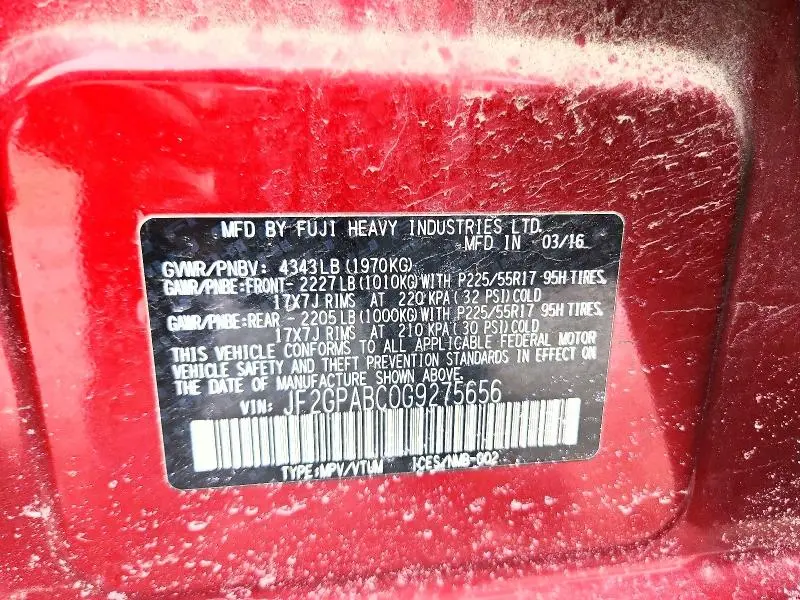 MFD BY FUJI HEAVY INDUSTRIES LTD.
MFD IN 03/16
GVWR/PNBV: 4343LB (1970KG)
GAWR/PNBE:FRONT- 2227LB (1010KG)WITH P225/55R17 95H TIRES,
17X7J RIMS AT 220 KPA (32 PSI) COLD
GAWR/PNBE:REAR - 2205LB (1000KG)WITH P225/55R17 95H TIRES,
17X7J RIMS AT 210 KPA (30 PSI) COLD
THIS VEHICLE CONFORMS TO ALL APPLICABLE FEDERAL MOTOR
VEHICLE SAFETY AND THEFT PREVENTION STANDARDS IN EFFECT ON
THE DATE OF MANUFACTURE SHOWN ABOVE.
VIN: JF2GPABC0G9275656
TYPE:MPV/VTUM ICES/NMB-002